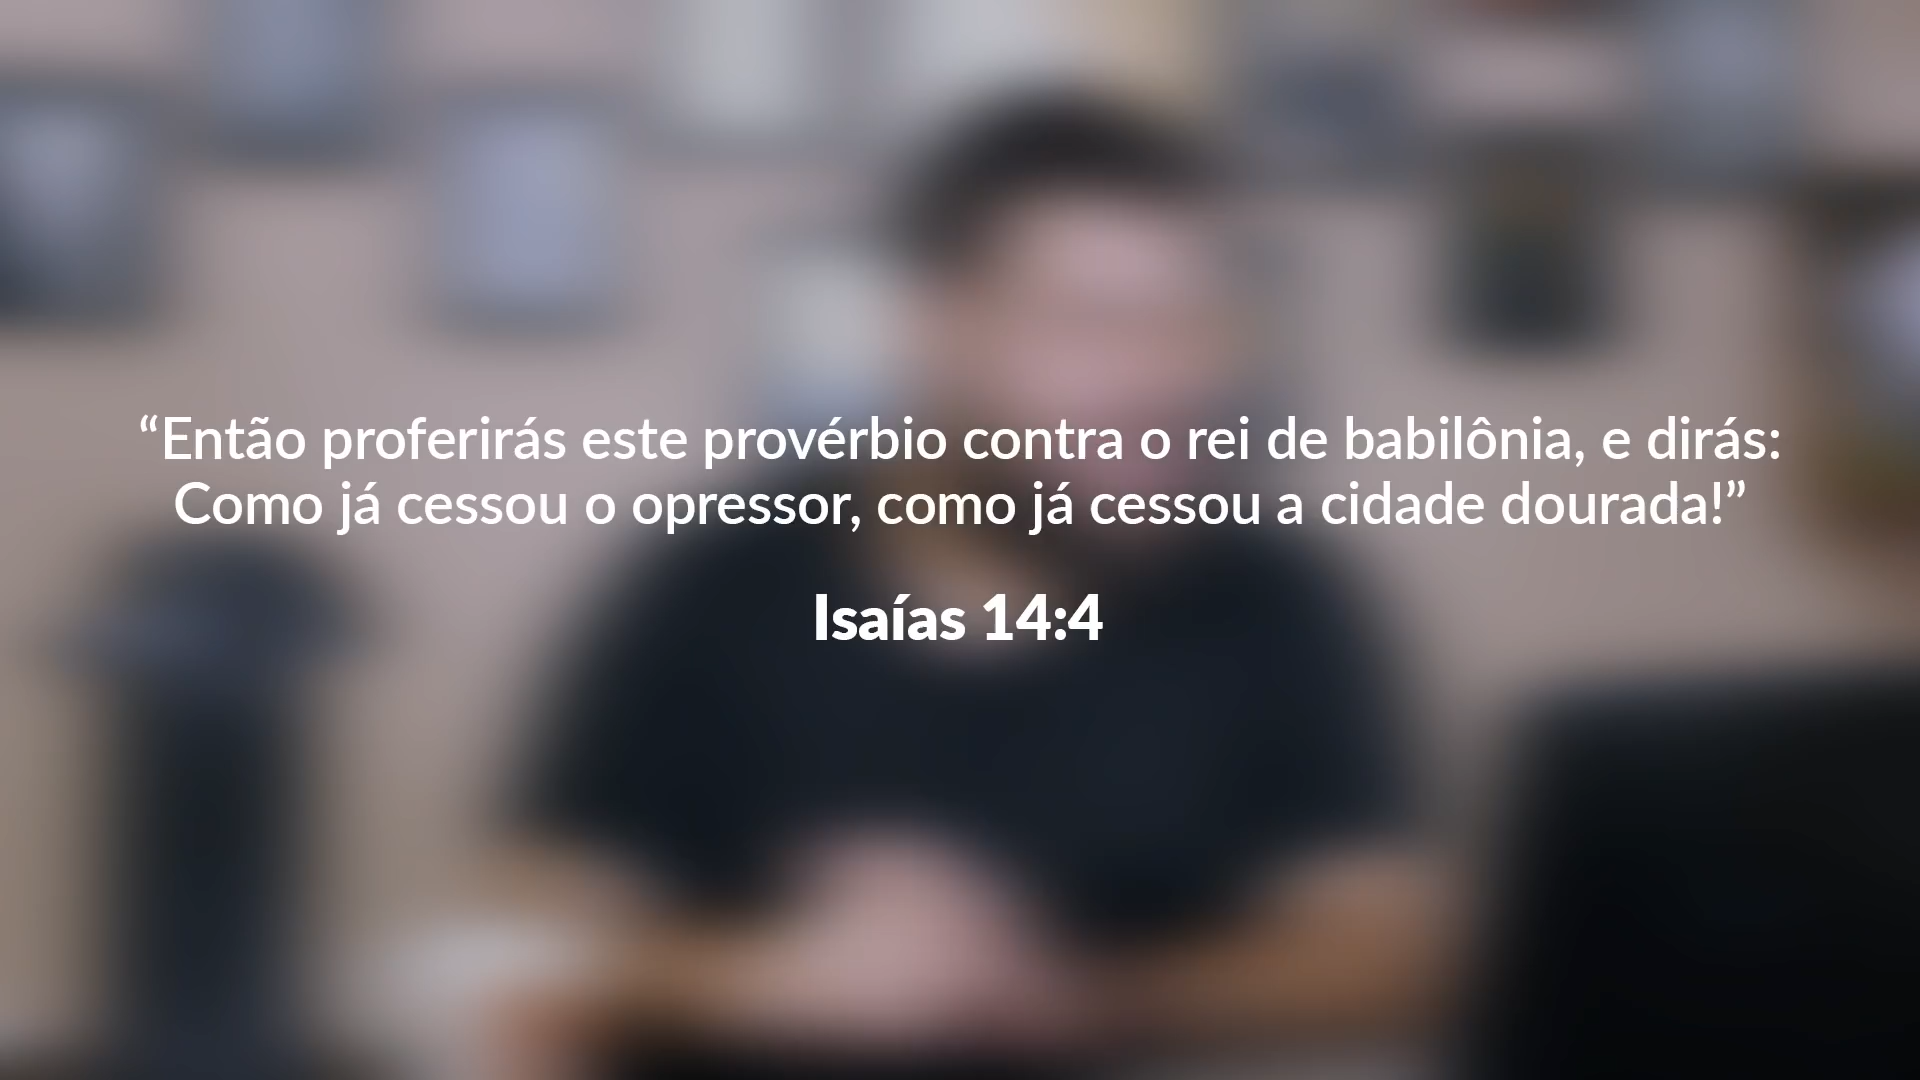 “Então proferirás este provérbio contra o rei de babilônia, e dirás:
Como já cessou o opressor, como já cessou a cidade dourada!”
Isaías 14:4